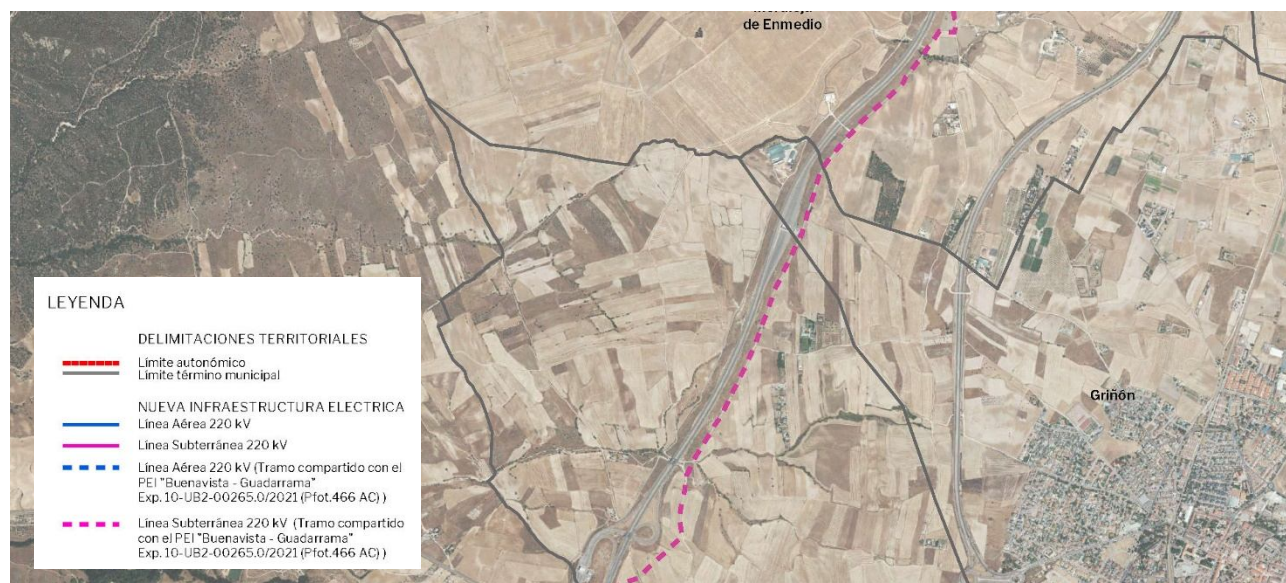 de Enmedio
Griñón
LEYENDA
DELIMITACIONES TERRITORIALES
Límite autonómico
Límite término municipal
NUEVA INFRAESTRUCTURA ELECTRICA
Línea Aérea 220 kV
Línea Subterránea 220 kV
Línea Aérea 220 kV (Tramo compartido con el
PEI "Buenavista - Guadarrama"
Exp. 10-UB2-00265.0/2021 (Pfot.466 AC) )
Línea Subterránea 220 kV (Tramo compartido
con el PEI "Buenavista - Guadarrama"
Exp. 10-UB2-00265.0/2021 (Pfot.466 AC) )